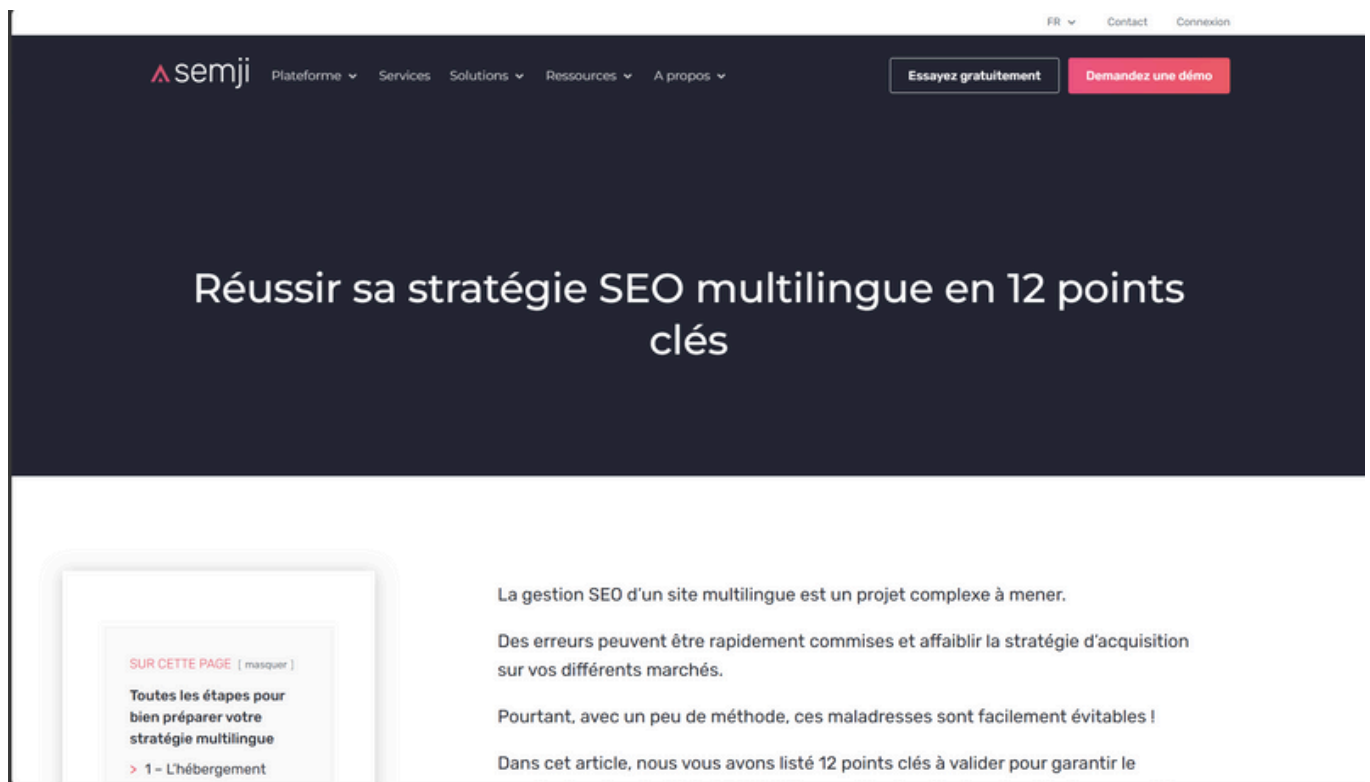 FR Contact Connexion
semji Plateforme Services Solutions Ressources A propos Essayez gratuitement Demandez une démo
Réussir sa stratégie SEO multilingue en 12 points
clés
SUR CETTE PAGE [ masquer ]
Toutes les étapes pour
bien préparer votre
stratégie multilingue
> 1 – L'hébergement
La gestion SEO d'un site multilingue est un projet complexe à mener.
Des erreurs peuvent être rapidement commises et affaiblir la stratégie d'acquisition
sur vos différents marchés.
Pourtant, avec un peu de méthode, ces maladresses sont facilement évitables !
Dans cet article, nous vous avons listé 12 points clés à valider pour garantir le